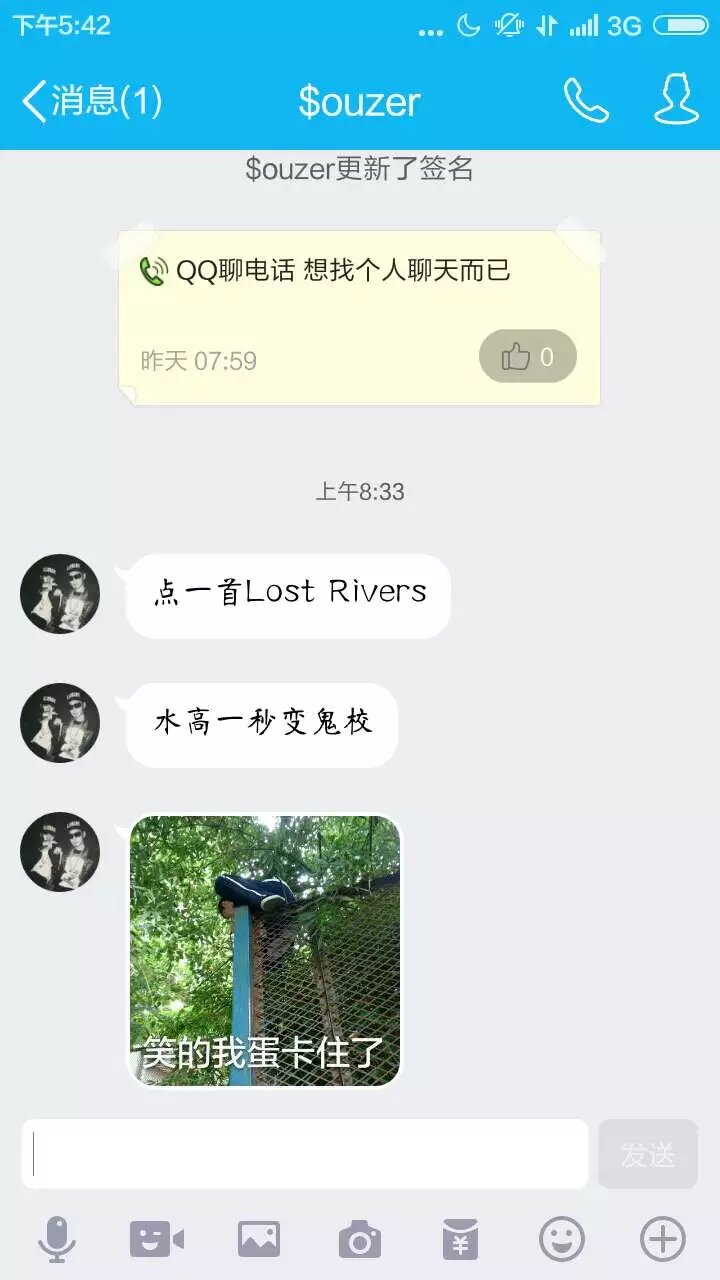 下午5:42
... 3G
消息(1)
$ouzer
$ouzer更新了签名
QQ聊电话 想找个人聊天而已
昨天 07:59
0
上午8:33
点一首Lost Rivers
水高一秒变鬼校
笑的我蛋卡住了
发送